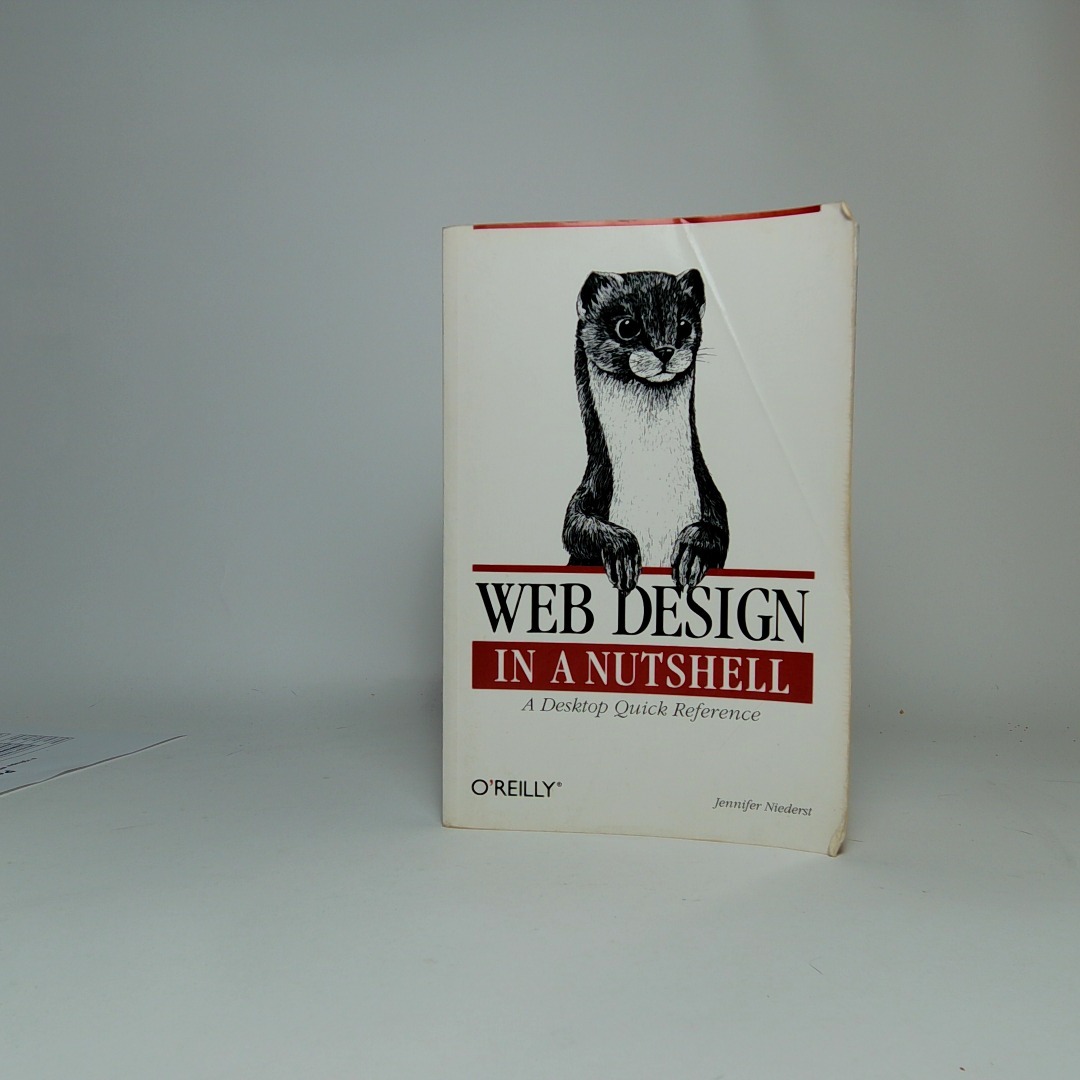 WEB DESIGN
IN A NUTSHELL
A Desktop Quick Reference
O'REILLY®
Jennifer Niederst